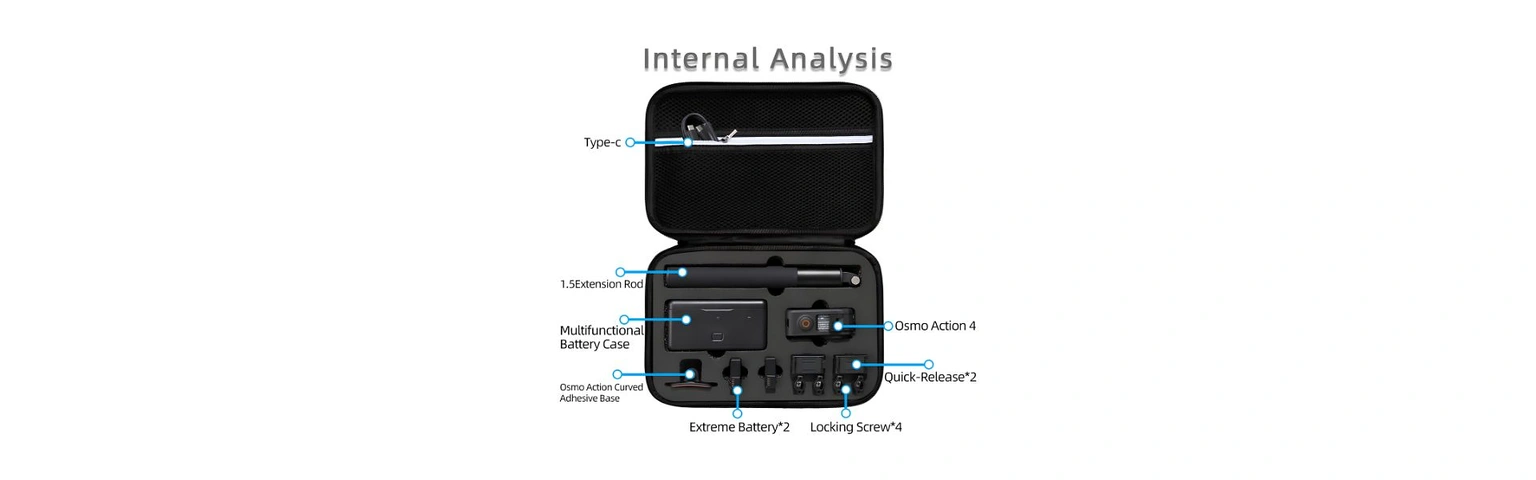 Internal Analysis
Type-c
1.5Extension Rod
Multifunctional
Battery Case
Osmo Action 4
Quick-Release*2
Osmo Action Curved
Adhesive Base
Extreme Battery*2
Locking Screw*4